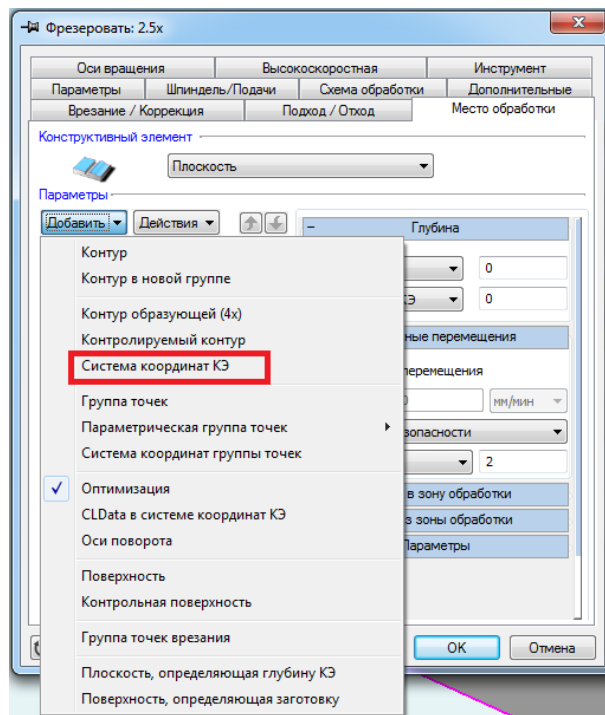 Фрезеровать: 2.5x
Оси вращения Высокоскоростная Инструмент
Параметры Шпиндель/Подачи Схема обработки Дополнительные
Врезание / Коррекция Подход / Отход Место обработки
Конструктивный элемент
Плоскость
Параметры
Добавить Действия – Глубина
Контур
0
Контур в новой группе
КЭ 0
Контур образующей (4x)
Контролируемый контур
ные перемещения
Система координат КЭ
перемещения
Группа точек
мм/мин
Параметрическая группа точек
зопасности
Система координат группы точек
2
Оптимизация
в зону обработки
CLData в системе координат КЭ
з зоны обработки
Оси поворота
Параметры
Поверхность
Контрольная поверхность
Группа точек врезания
OK Отмена
Плоскость, определяющая глубину КЭ
Поверхность, определяющая заготовку